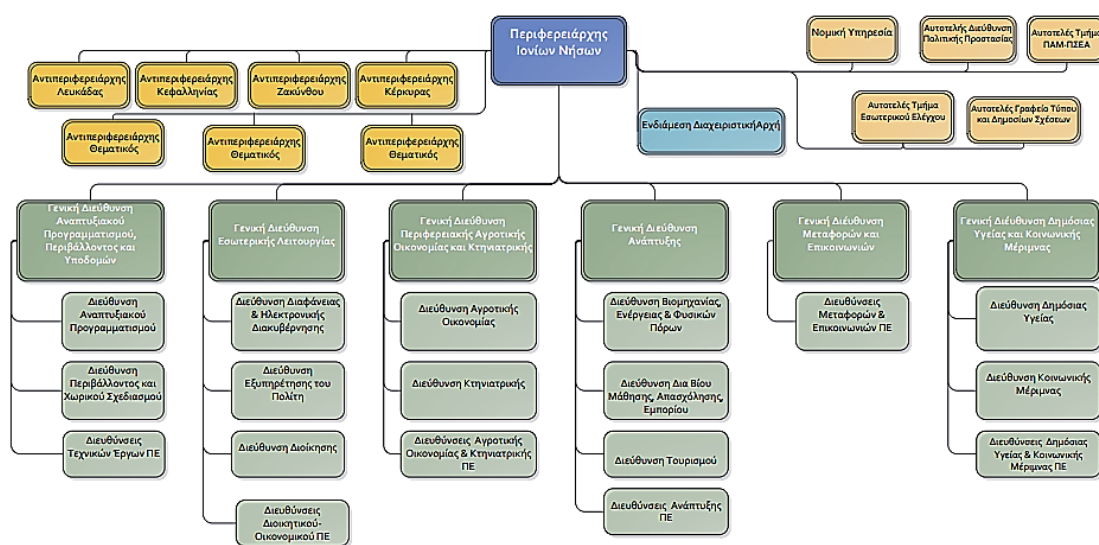 Περιφερειάρχης
Ιονίων Νήσων
Νομική Υπηρεσία
Αυτοτελής Διεύθυνση
Πολιτικής Προστασίας
Αυτοτελές Τμήμα
ΠΑΜ-ΠΣΕΑ
Αντιπεριφερειάρχης
Λευκάδας
Αντιπεριφερειάρχης
Κεφαλληνίας
Αντιπεριφερειάρχης
Ζακύνθου
Αντιπεριφερειάρχης
Κέρκυρας
Αυτοτελές Τμήμα
Εσωτερικού Ελέγχου
Αυτοτελές Γραφείο Τύπου
και Δημοσίων Σχέσεων
Ενδιάμεση ΔιαχειριστικήΑρχή
Αντιπεριφερειάρχης
Θεματικός
Αντιπεριφερειάρχης
Θεματικός
Αντιπεριφερειάρχης
Θεματικός
Γενική Διεύθυνση
Αναπτυξιακού
Προγραμματισμού,
Περιβάλλοντος και
Υποδομών
Γενική Διεύθυνση
Εσωτερικής Λειτουργίας
Γενική Διεύθυνση
Περιφερειακής Αγροτικής
Οικονομίας και Κτηνιατρικής
Γενική Διεύθυνση
Ανάπτυξης
Γενική Διέυθυνση
Μεταφορών και
Επικοινωνιών
Γενική Διέυθυνση Δημόσιας
Υγείας και Κοινωνικής
Μέριμνας
Διεύθυνση
Αναπτυξιακού
Προγραμματισμού
Διεύθυνση Διαφάνειας
& Ηλεκτρονικής
Διακυβέρνησης
Διεύθυνση Αγροτικής
Οικονομίας
Διεύθυνση Βιομηχανίας,
Ενέργειας & Φυσικών
Πόρων
Διευθύνσεις
Μεταφορών &
Επικοινωνιών ΠΕ
Διεύθυνση Δημόσιας
Υγείας
Διεύθυνση
Περιβάλλοντος και
Χωρικού Σχεδιασμού
Διεύθυνση
Εξυπηρέτησης του
Πολίτη
Διεύθυνση Κτηνιατρικής
Διεύθυνση Δια Βίου
Μάθησης, Απασχόλησης,
Εμπορίου
Διεύθυνση Κοινωνικής
Μέριμνας
Διευθύνσεις
Τεχνικών Έργων ΠΕ
Διεύθυνση Διοίκησης
Διευθύνσεις Αγροτικής
Οικονομίας & Κτηνιατρικής
ΠΕ
Διεύθυνση Τουρισμού
Διευθύνσεις Δημόσιας
Υγείας & Κοινωνικής
Μέριμνας ΠΕ
Διευθύνσεις
Διοικητικού-
Οικονομικού ΠΕ
Διευθύνσεις Ανάπτυξης
ΠΕ